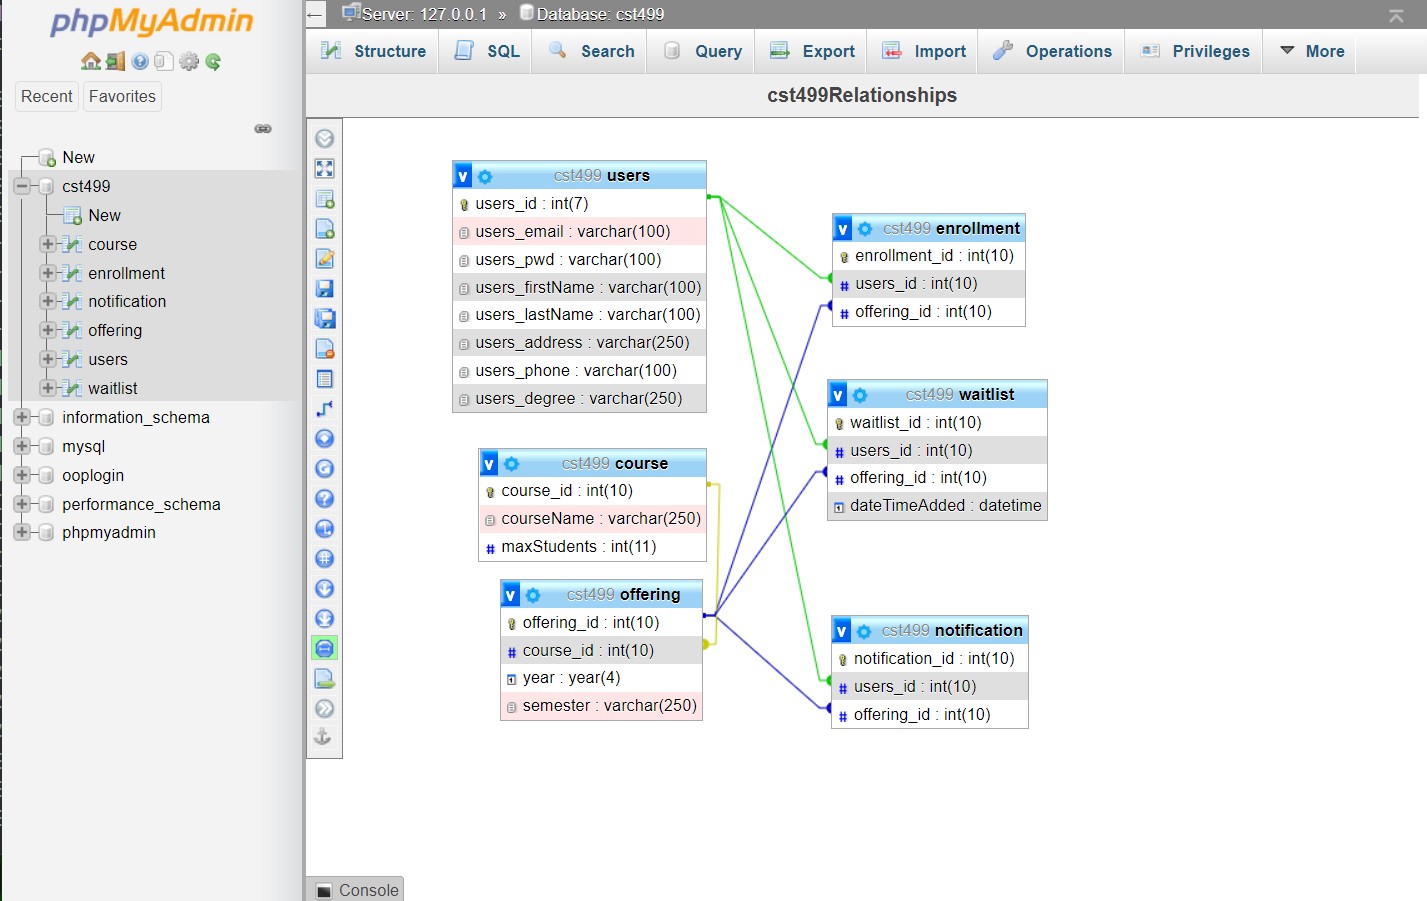 phpMyAdmin
Recent Favorites
New
cst499
New
course
enrollment
notification
offering
users
waitlist
information_schema
mysql
ooplogin
performance_schema
phpmyadmin
Server: 127.0.0.1 » Database: cst499
Structure SQL Search Query Export Import Operations Privileges More
cst499Relationships
v cst499 users
users_id : int(7)
users_email : varchar(100)
users_pwd : varchar(100)
users_firstName : varchar(100)
users_lastName : varchar(100)
users_address : varchar(250)
users_phone : varchar(100)
users_degree : varchar(250)
v cst499 course
course_id : int(10)
courseName : varchar(250)
# maxStudents : int(11)
v cst499 offering
offering_id : int(10)
# course_id : int(10)
year : year(4)
semester : varchar(250)
v cst499 enrollment
enrollment_id : int(10)
# users_id : int(10)
# offering_id : int(10)
v cst499 waitlist
waitlist_id : int(10)
# users_id : int(10)
# offering_id : int(10)
dateTimeAdded : datetime
v cst499 notification
notification_id : int(10)
# users_id : int(10)
# offering_id : int(10)
Console